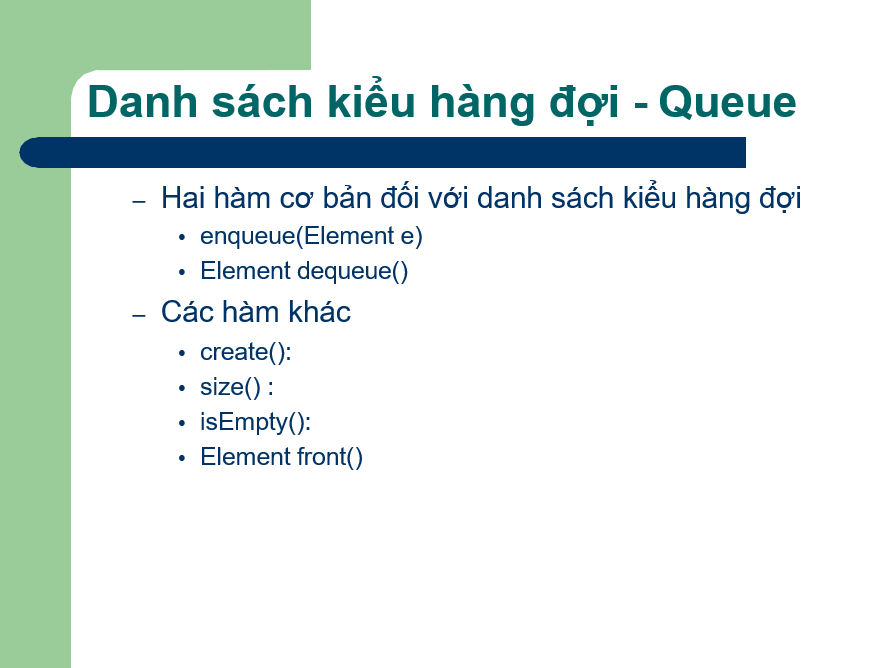 Danh sách kiểu hàng đợi - Queue
– Hai hàm cơ bản đối với danh sách kiểu hàng đợi
• enqueue(Element e)
• Element dequeue()
– Các hàm khác
• create():
• size() :
• isEmpty():
• Element front()